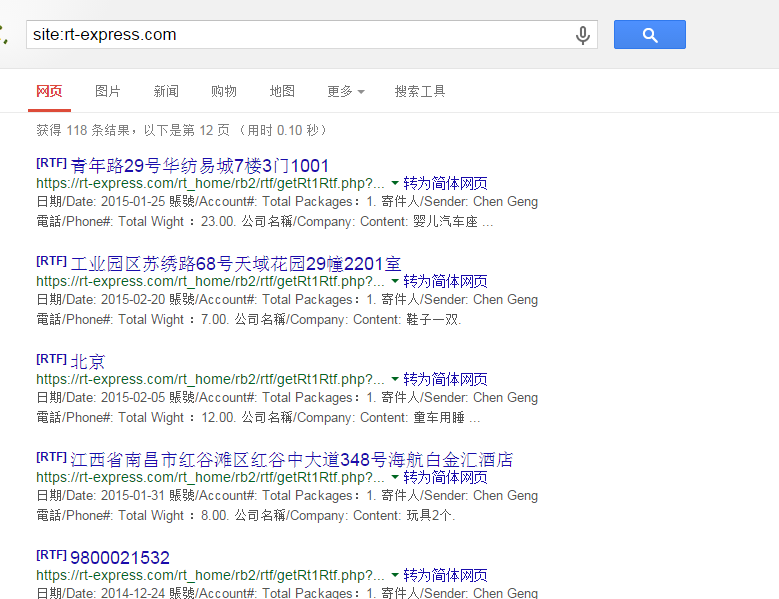 site:rt-express.com
网页 图片 新闻 购物 地图 更多 搜索工具
获得 118 条结果，以下是第 12 页 （用时 0.10 秒）
[RTF] 青年路29号华纺易城7楼3门1001
https://rt-express.com/rt_home/rb2/rtf/getRt1Rtf.php?... 转为简体网页
日期/Date: 2015-01-25 賬號/Account#: Total Packages：1. 寄件人/Sender: Chen Geng
電話/Phone#: Total Wight ：23.00. 公司名稱/Company: Content: 婴儿汽车座 ...
[RTF] 工业园区苏绣路68号天域花园29幢2201室
https://rt-express.com/rt_home/rb2/rtf/getRt1Rtf.php?... 转为简体网页
日期/Date: 2015-02-20 賬號/Account#: Total Packages：1. 寄件人/Sender: Chen Geng
電話/Phone#: Total Wight ：7.00. 公司名稱/Company: Content: 鞋子一双.
[RTF] 北京
https://rt-express.com/rt_home/rb2/rtf/getRt1Rtf.php?... 转为简体网页
日期/Date: 2015-02-05 賬號/Account#: Total Packages：1. 寄件人/Sender: Chen Geng
電話/Phone#: Total Wight ：12.00. 公司名稱/Company: Content: 童车用睡 ...
[RTF] 江西省南昌市红谷滩区红谷中大道348号海航白金汇酒店
https://rt-express.com/rt_home/rb2/rtf/getRt1Rtf.php?... 转为简体网页
日期/Date: 2015-01-31 賬號/Account#: Total Packages：1. 寄件人/Sender: Chen Geng
電話/Phone#: Total Wight ：8.00. 公司名稱/Company: Content: 玩具2个.
[RTF] 9800021532
https://rt-express.com/rt_home/rb2/rtf/getRt1Rtf.php?... 转为简体网页
日期/Date: 2014-12-24 賬號/Account#: Total Packages：1. 寄件人/Sender: Chen Geng